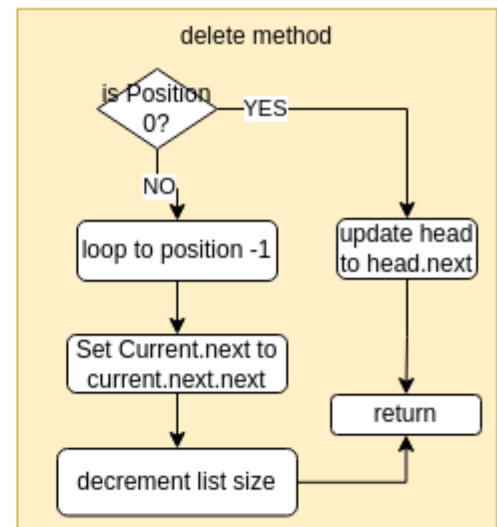 delete method
is Position
0?
YES
NO
loop to position -1
update head
to head.next
Set Current.next to
current.next.next
return
decrement list size